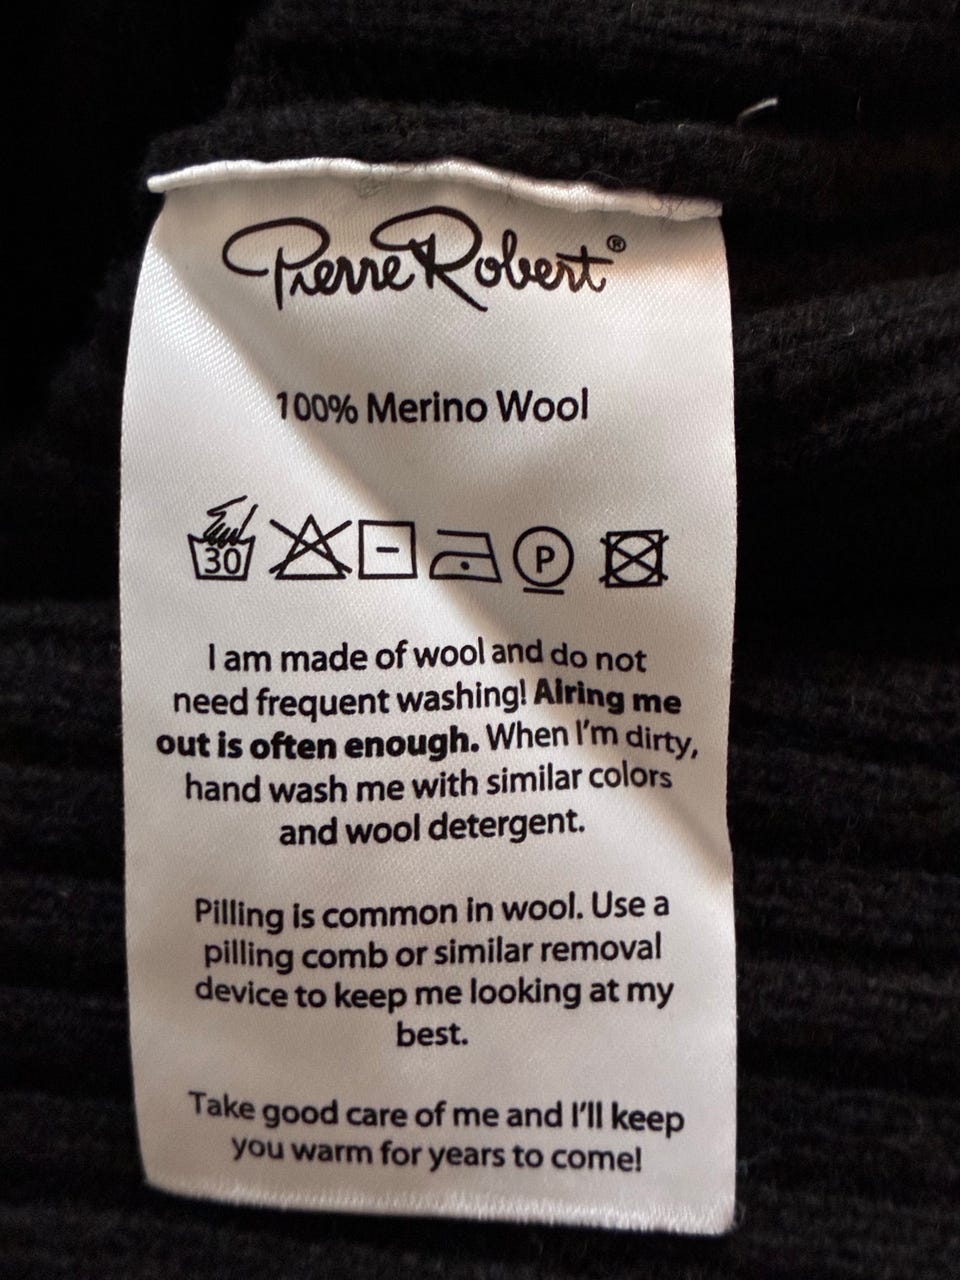 Pierre Robert®
100% Merino Wool
30 P
I am made of wool and do not
need frequent washing! Airing me
out is often enough. When I'm dirty,
hand wash me with similar colors
and wool detergent.
Pilling is common in wool. Use a
pilling comb or similar removal
device to keep me looking at my
best.
Take good care of me and I'll keep
you warm for years to come!